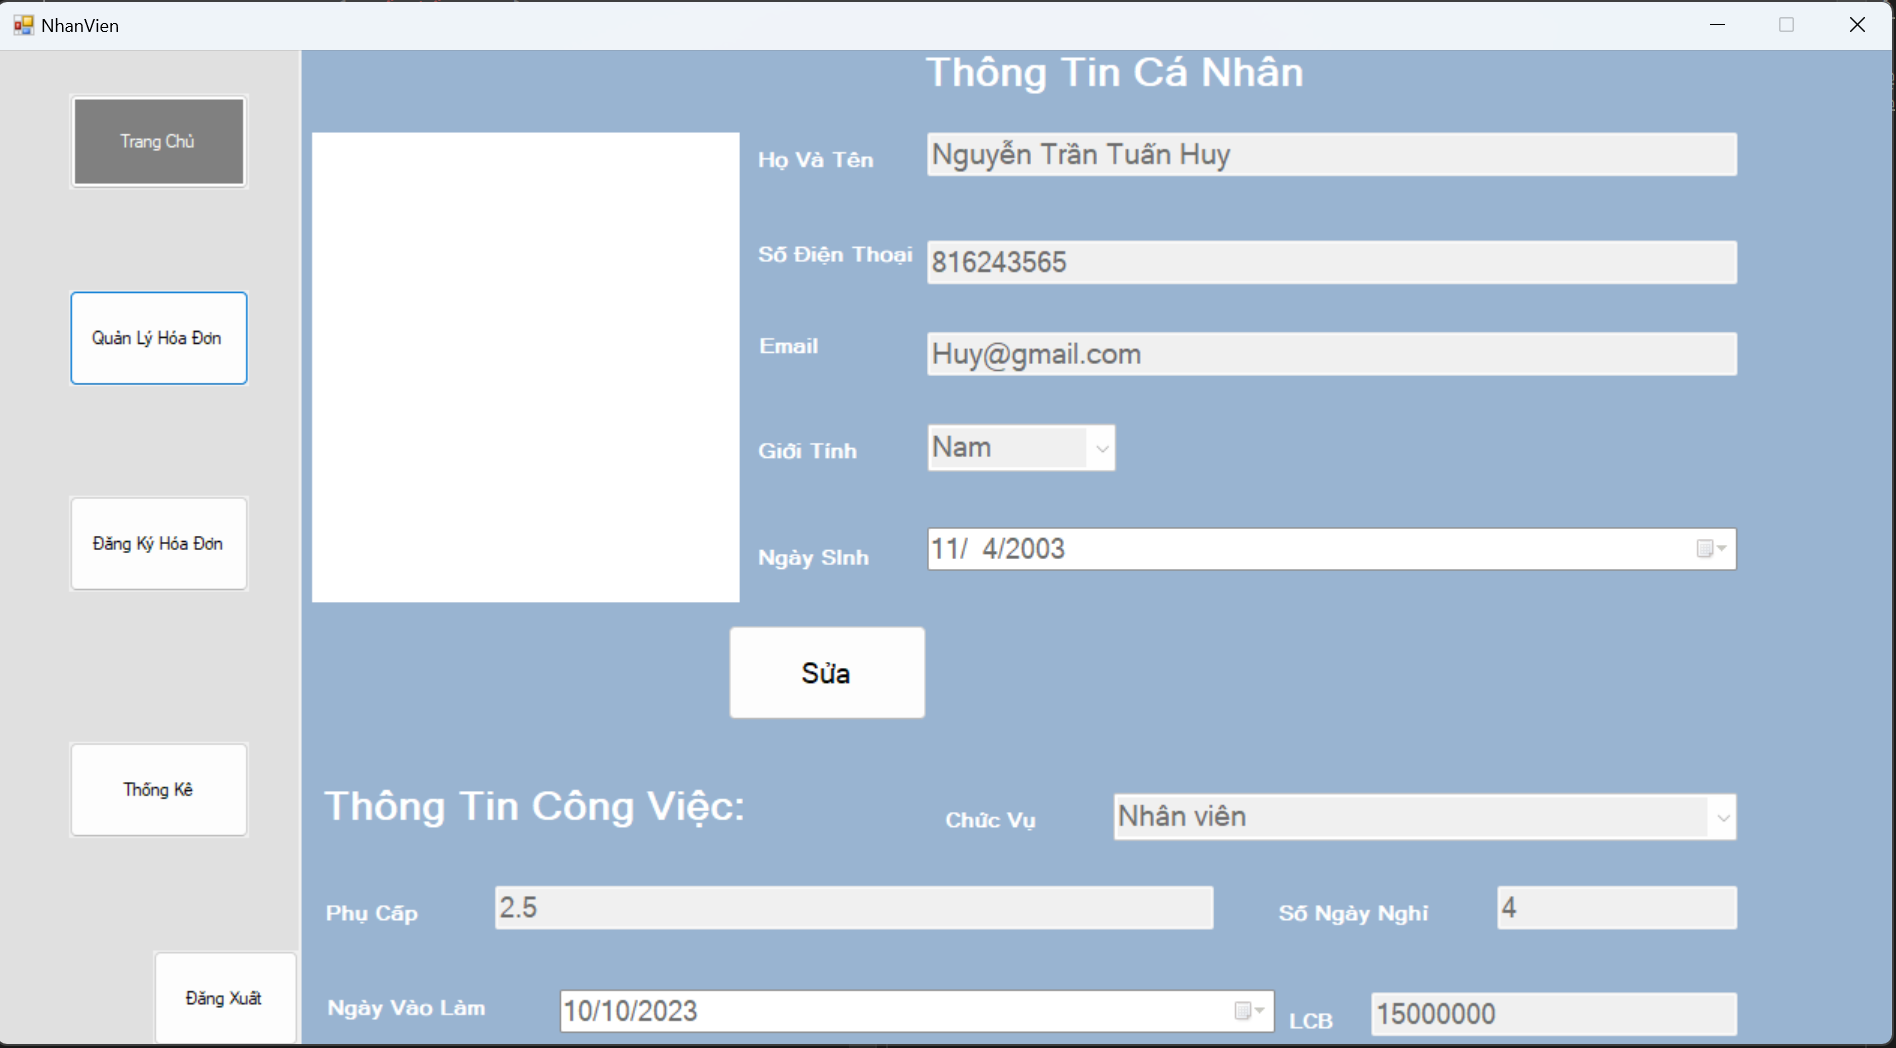 NhanVien
Trang Chủ
Quản Lý Hóa Đơn
Đăng Ký Hóa Đơn
Thống Kê
Đăng Xuất
Thông Tin Cá Nhân
Họ Và Tên
Nguyễn Trần Tuấn Huy
Số Điện Thoại
816243565
Email
Huy@gmail.com
Giới Tính
Nam
Ngày SInh
11/ 4/2003
Sửa
Thông Tin Công Việc:
Chức Vụ
Nhân viên
Phụ Cấp
2.5
Số Ngày Nghỉ
4
Ngày Vào Làm
10/10/2023
LCB
15000000